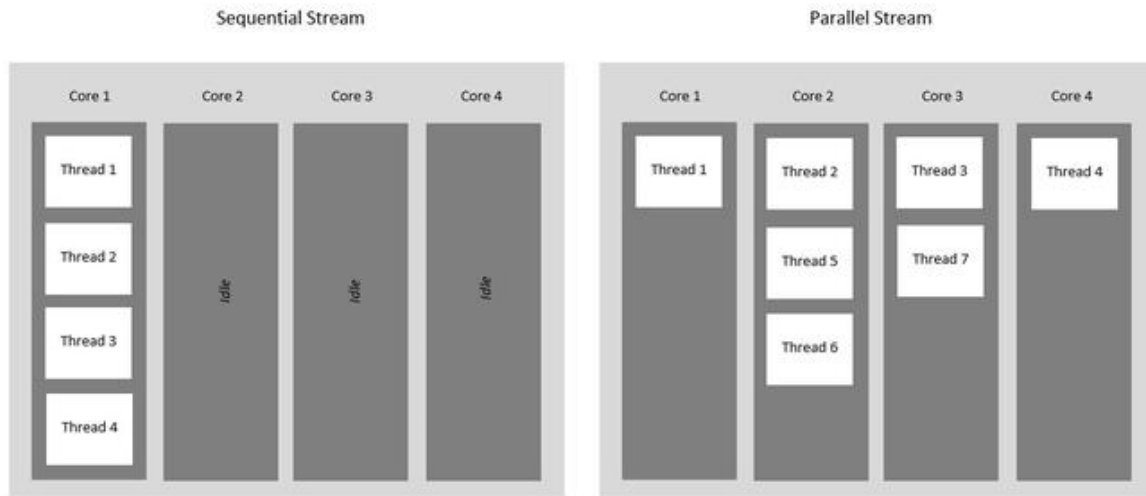 Sequential Stream
Core 1
Core 2
Core 3
Core 4
Thread 1
Thread 2
Thread 3
Thread 4
Idle
Idle
Idle
Parallel Stream
Core 1
Core 2
Core 3
Core 4
Thread 1
Thread 2
Thread 5
Thread 6
Thread 3
Thread 7
Thread 4